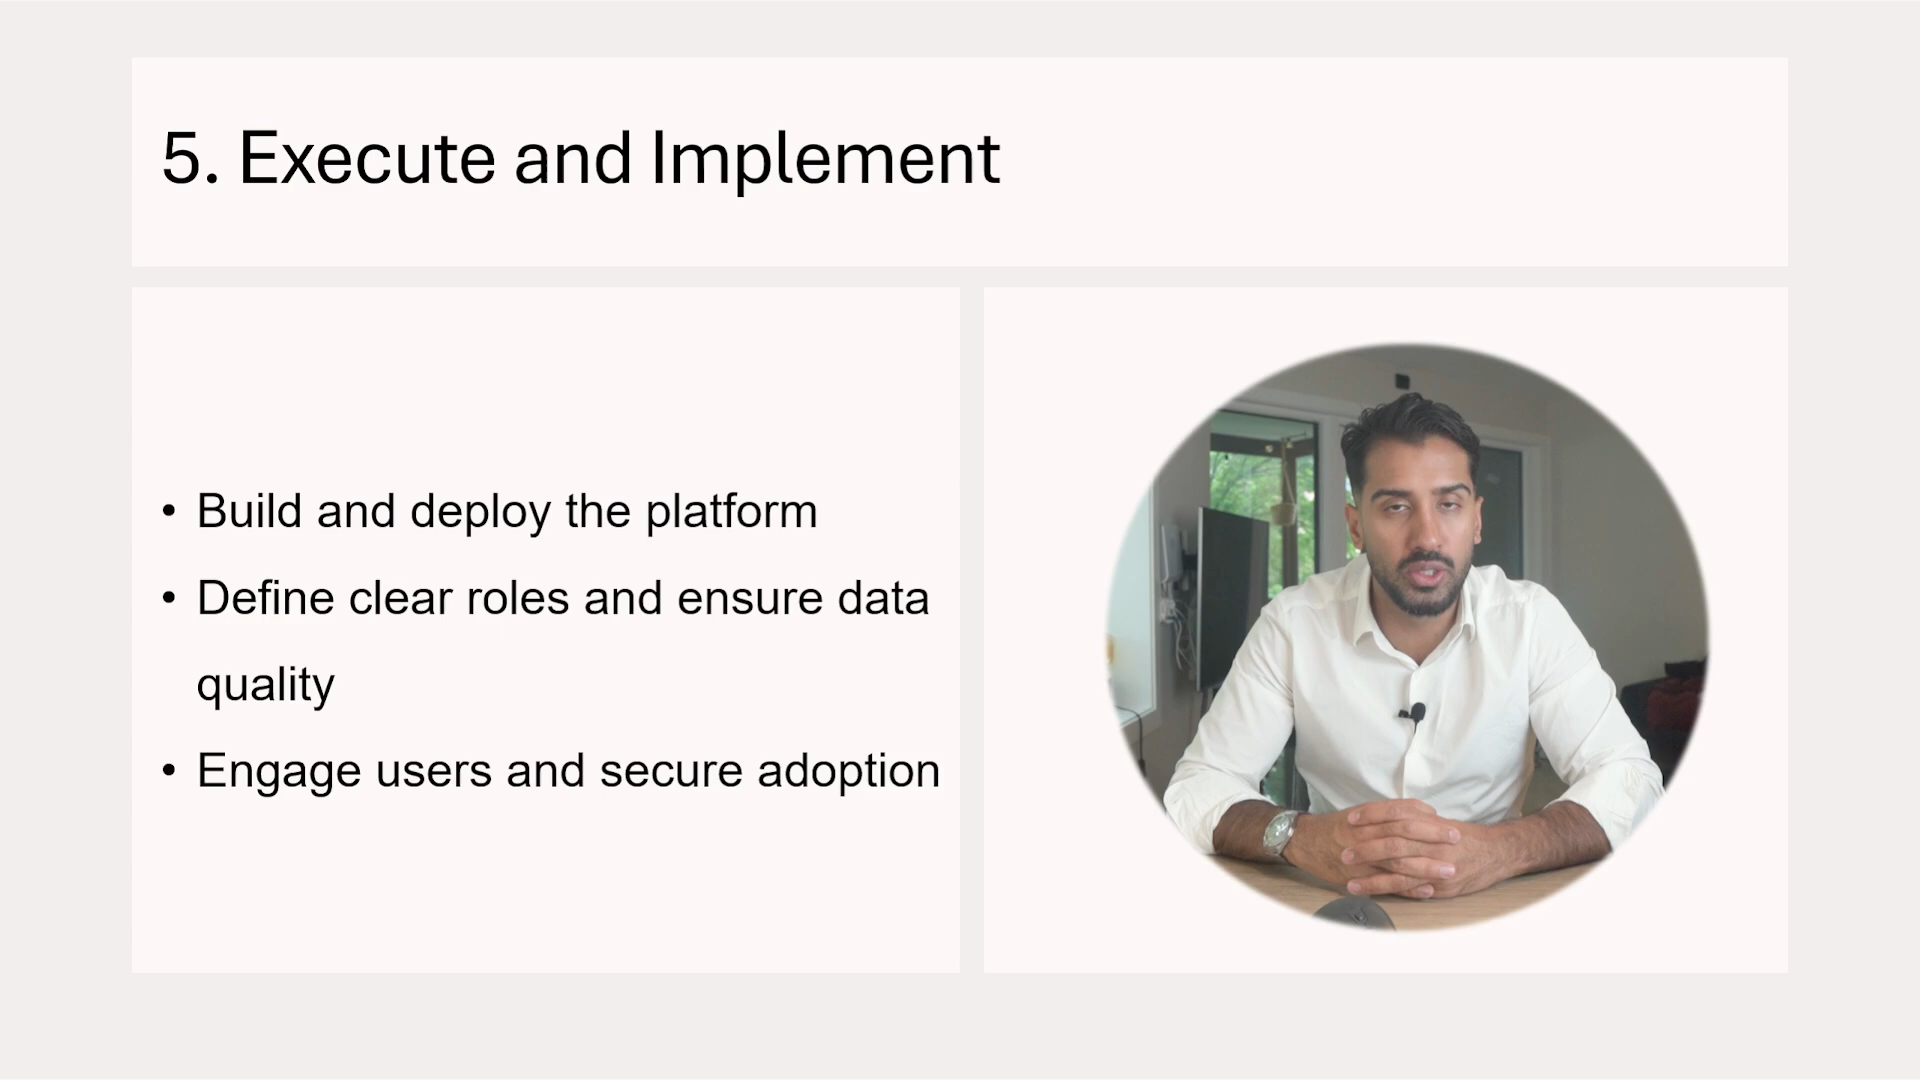 5. Execute and Implement
• Build and deploy the platform
• Define clear roles and ensure data
quality
• Engage users and secure adoption